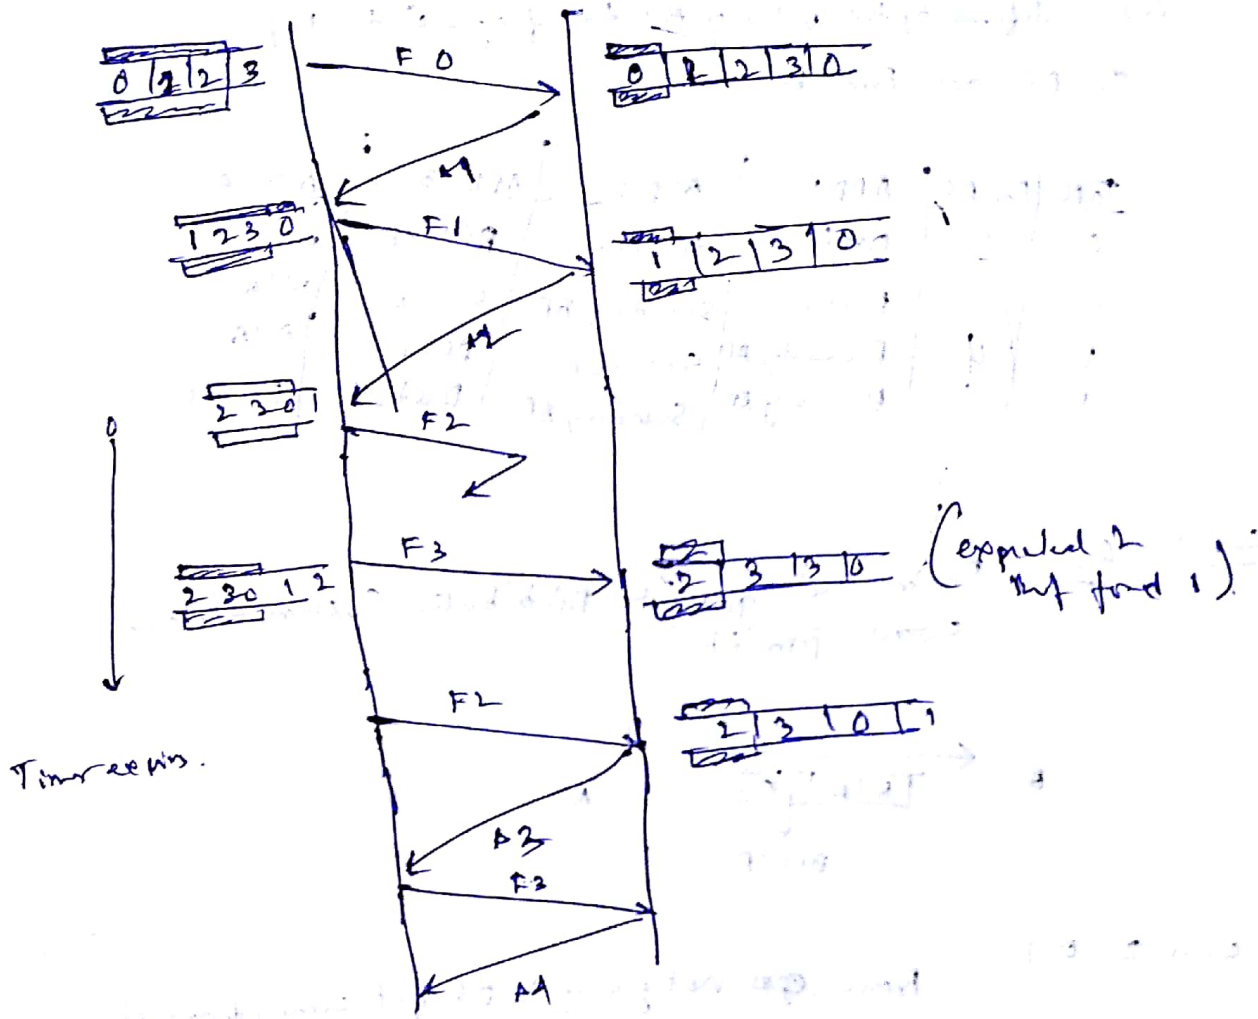 F 0
0 1 2 3
0 1 2 3 0
A1
F1
1 2 3 0
1 2 3 0
A2
2 3 0 1
0
F2
F3
2 3 0 1 2
2 3 3 0
(expected 2
but found 1)
F2
2 3 0 1
Timer expires.
A3
F3
A4